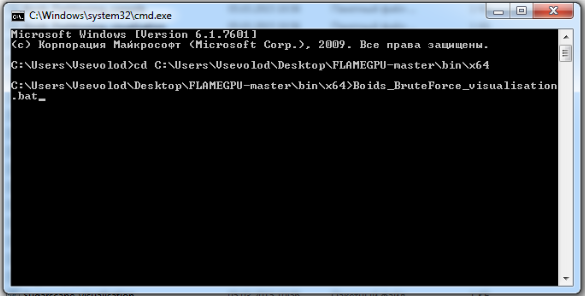 C:\Windows\system32\cmd.exe
Microsoft Windows [Version 6.1.7601]
(c) Корпорация Майкрософт (Microsoft Corp.), 2009. Все права защищены.
C:\Users\Vsevolod>cd C:\Users\Vsevolod\Desktop\FLAMEGPU-master\bin\x64
C:\Users\Vsevolod\Desktop\FLAMEGPU-master\bin\x64>Boids_BruteForce_visualisation
.bat_